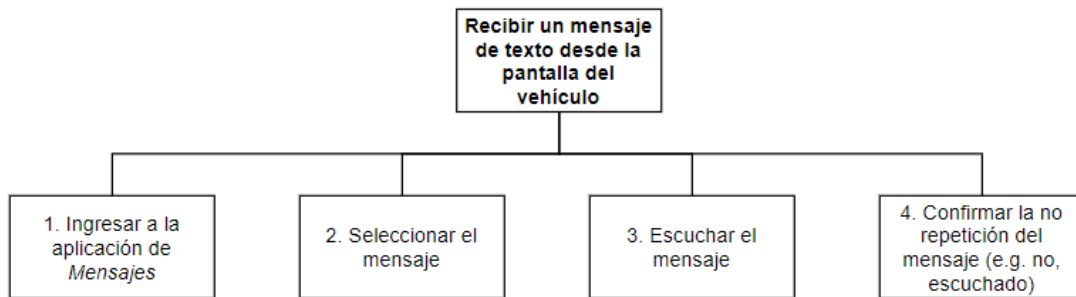 Recibir un mensaje
de texto desde la
pantalla del
vehículo
1. Ingresar a la
aplicación de
Mensajes
2. Seleccionar el
mensaje
3. Escuchar el
mensaje
4. Confirmar la no
repetición del
mensaje (e.g. no,
escuchado)